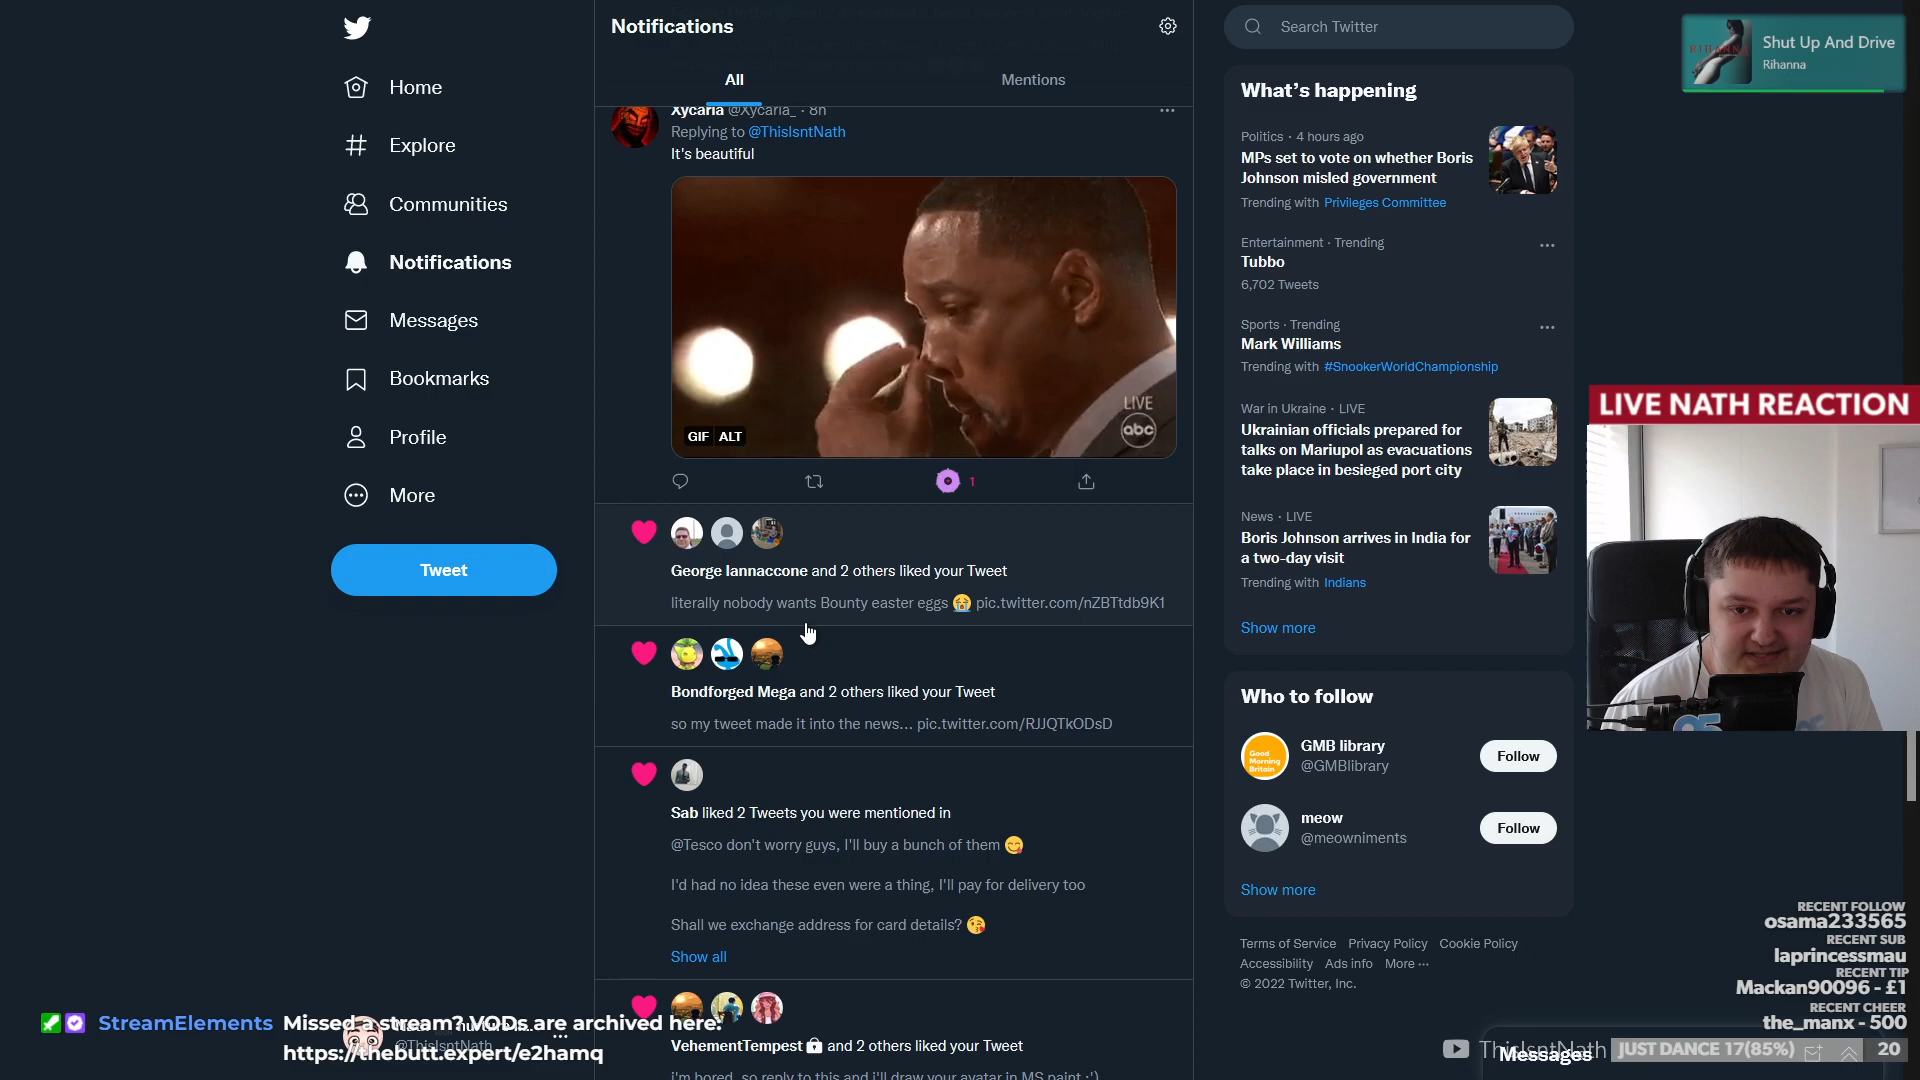 Home
Explore
Communities
Notifications
Messages
Bookmarks
Profile
More
Tweet
Notifications
All
Mentions
Xycaria @Xycaria_ · 8h
Replying to @ThisIsntNath
It's beautiful
LIVE
abc
GIF ALT
1
George Iannaccone and 2 others liked your Tweet
literally nobody wants Bounty easter eggs 😭 pic.twitter.com/nZBTtdb9K1
Bondforged Mega and 2 others liked your Tweet
so my tweet made it into the news... pic.twitter.com/RJJQTkODsD
Sab liked 2 Tweets you were mentioned in
@Tesco don't worry guys, I'll buy a bunch of them 😋
I'd had no idea these even were a thing, I'll pay for delivery too
Shall we exchange address for card details? 😘
Show all
VehementTempest🔒 and 2 others liked your Tweet
i'm bored, so reply to this and i'll draw your avatar in MS paint :')
Search Twitter
What's happening
Politics · 4 hours ago
MPs set to vote on whether Boris
Johnson misled government
Trending with Privileges Committee
Entertainment · Trending
Tubbo
6,702 Tweets
Sports · Trending
Mark Williams
Trending with #SnookerWorldChampionship
War in Ukraine · LIVE
Ukrainian officials prepared for
talks on Mariupol as evacuations
take place in besieged port city
News · LIVE
Boris Johnson arrives in India for
a two-day visit
Trending with Indians
Show more
Who to follow
Good Morning Britain
GMB library
@GMBlibrary
Follow
meow
@meowniments
Follow
Show more
Terms of Service Privacy Policy Cookie Policy
Accessibility Ads info More ···
© 2022 Twitter, Inc.
RIHANNA
Shut Up And Drive
Rihanna
LIVE NATH REACTION
RECENT FOLLOW
osama233565
RECENT SUB
laprincessmau
RECENT TIP
Mackan90096 - £1
RECENT CHEER
the_manx - 500
ThisIsntNath
Messages
JUST DANCE 17(85%)
20
StreamElements Missed a stream? VODs are archived here:
https://thebutt.expert/e2hamq
@ThisIsntNath